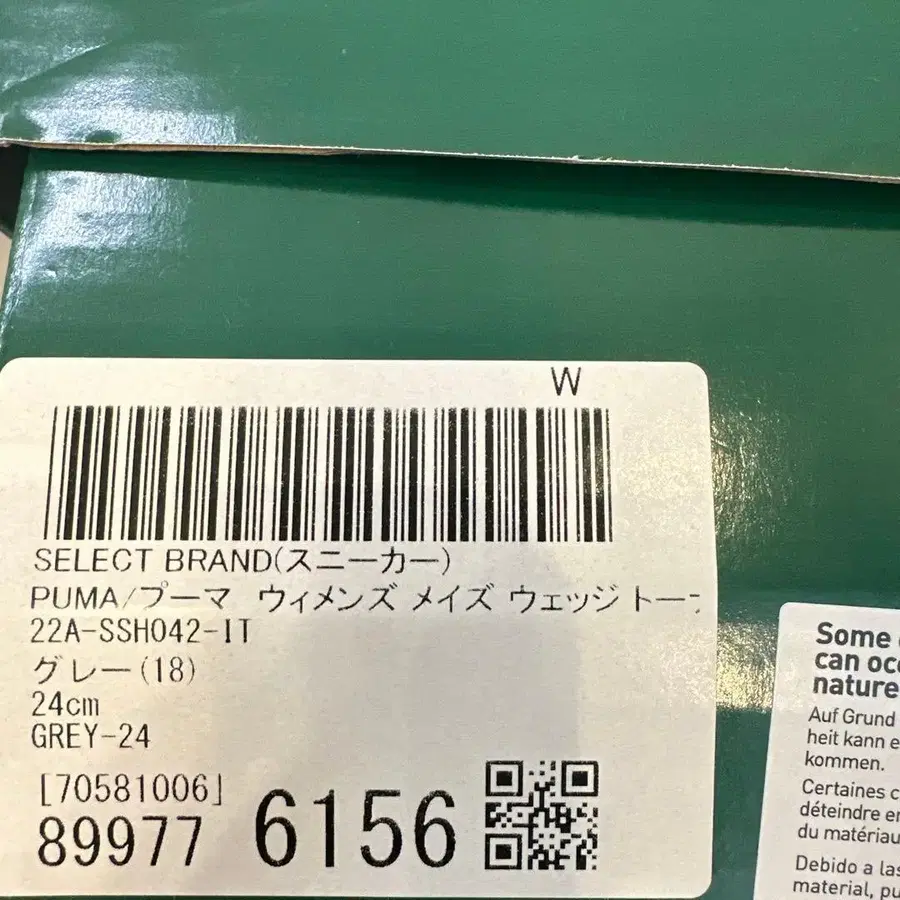 W
SELECT BRAND(スニーカー)
PUMA/プーマ ウィメンズ メイズ ウェッジ トー
22A-SSH042-IT
グレー(18)
24cm
GREY-24
[70581006]
89977 6156
Some
can occ
nature
Auf Grund
heit kann e
kommen.
Certaines c
déteindre en
du matériau
Debido a las
material, pu